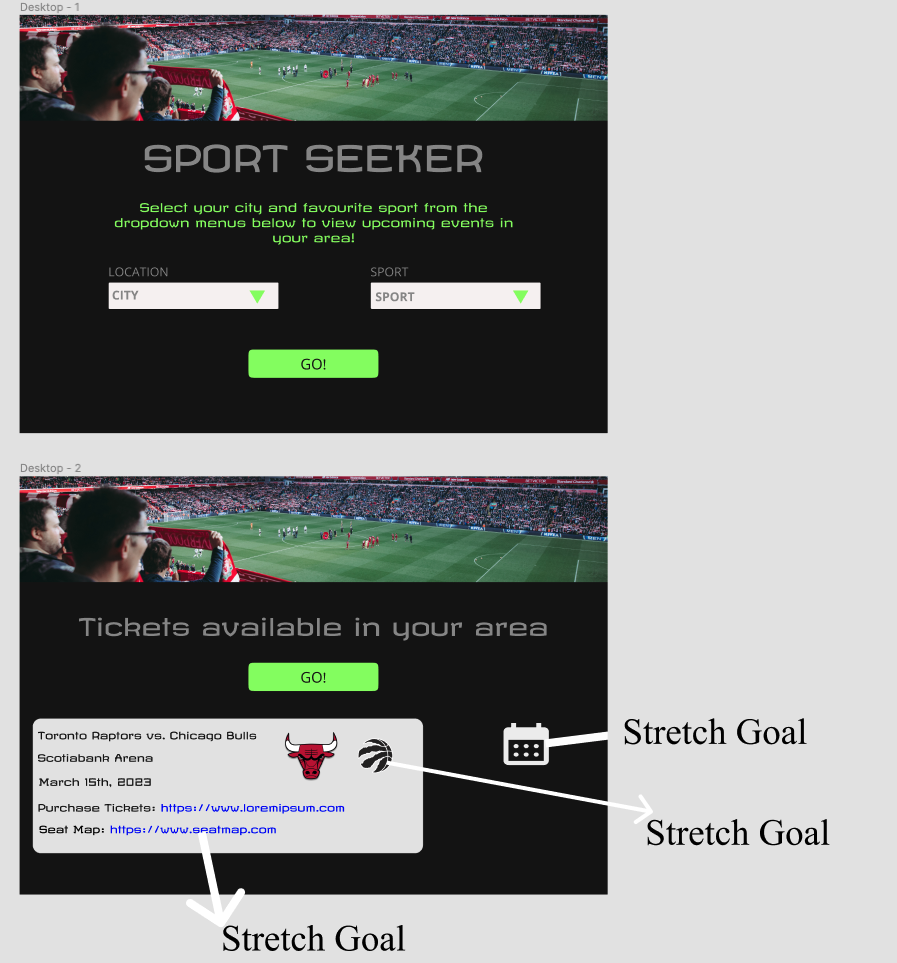 Desktop - 1
SPORT SEEKER
Select your city and favourite sport from the
dropdown menus below to view upcoming events in
your area!
LOCATION
SPORT
CITY
SPORT
GO!
Desktop - 2
Tickets available in your area
GO!
Toronto Raptors vs. Chicago Bulls
Scotiabank Arena
March 15th, 2023
Purchase Tickets: https://www.loremipsum.com
Seat Map: https://www.seatmap.com
Stretch Goal
Stretch Goal
Stretch Goal